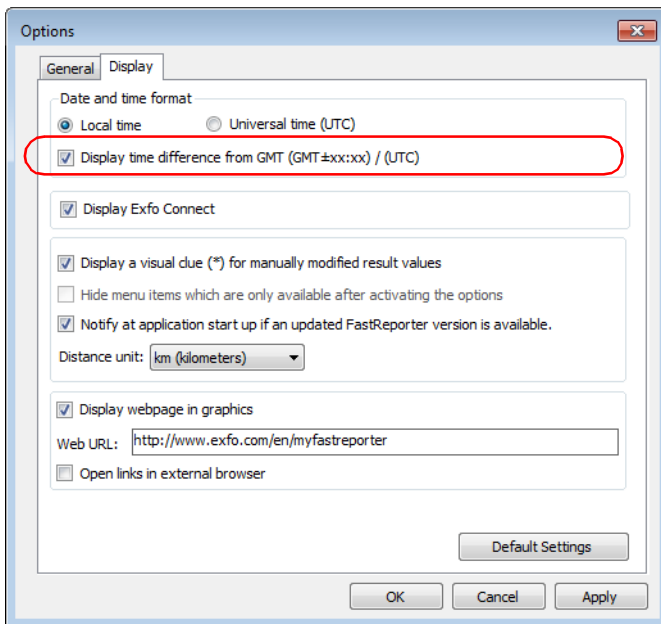 Options
General Display
Date and time format
Local time Universal time (UTC)
Display time difference from GMT (GMT±xx:xx) / (UTC)
Display Exfo Connect
Display a visual clue (*) for manually modified result values
Hide menu items which are only available after activating the options
Notify at application start up if an updated FastReporter version is available.
Distance unit: km (kilometers)
Display webpage in graphics
Web URL: http://www.exfo.com/en/myfastreporter
Open links in external browser
Default Settings
OK Cancel Apply